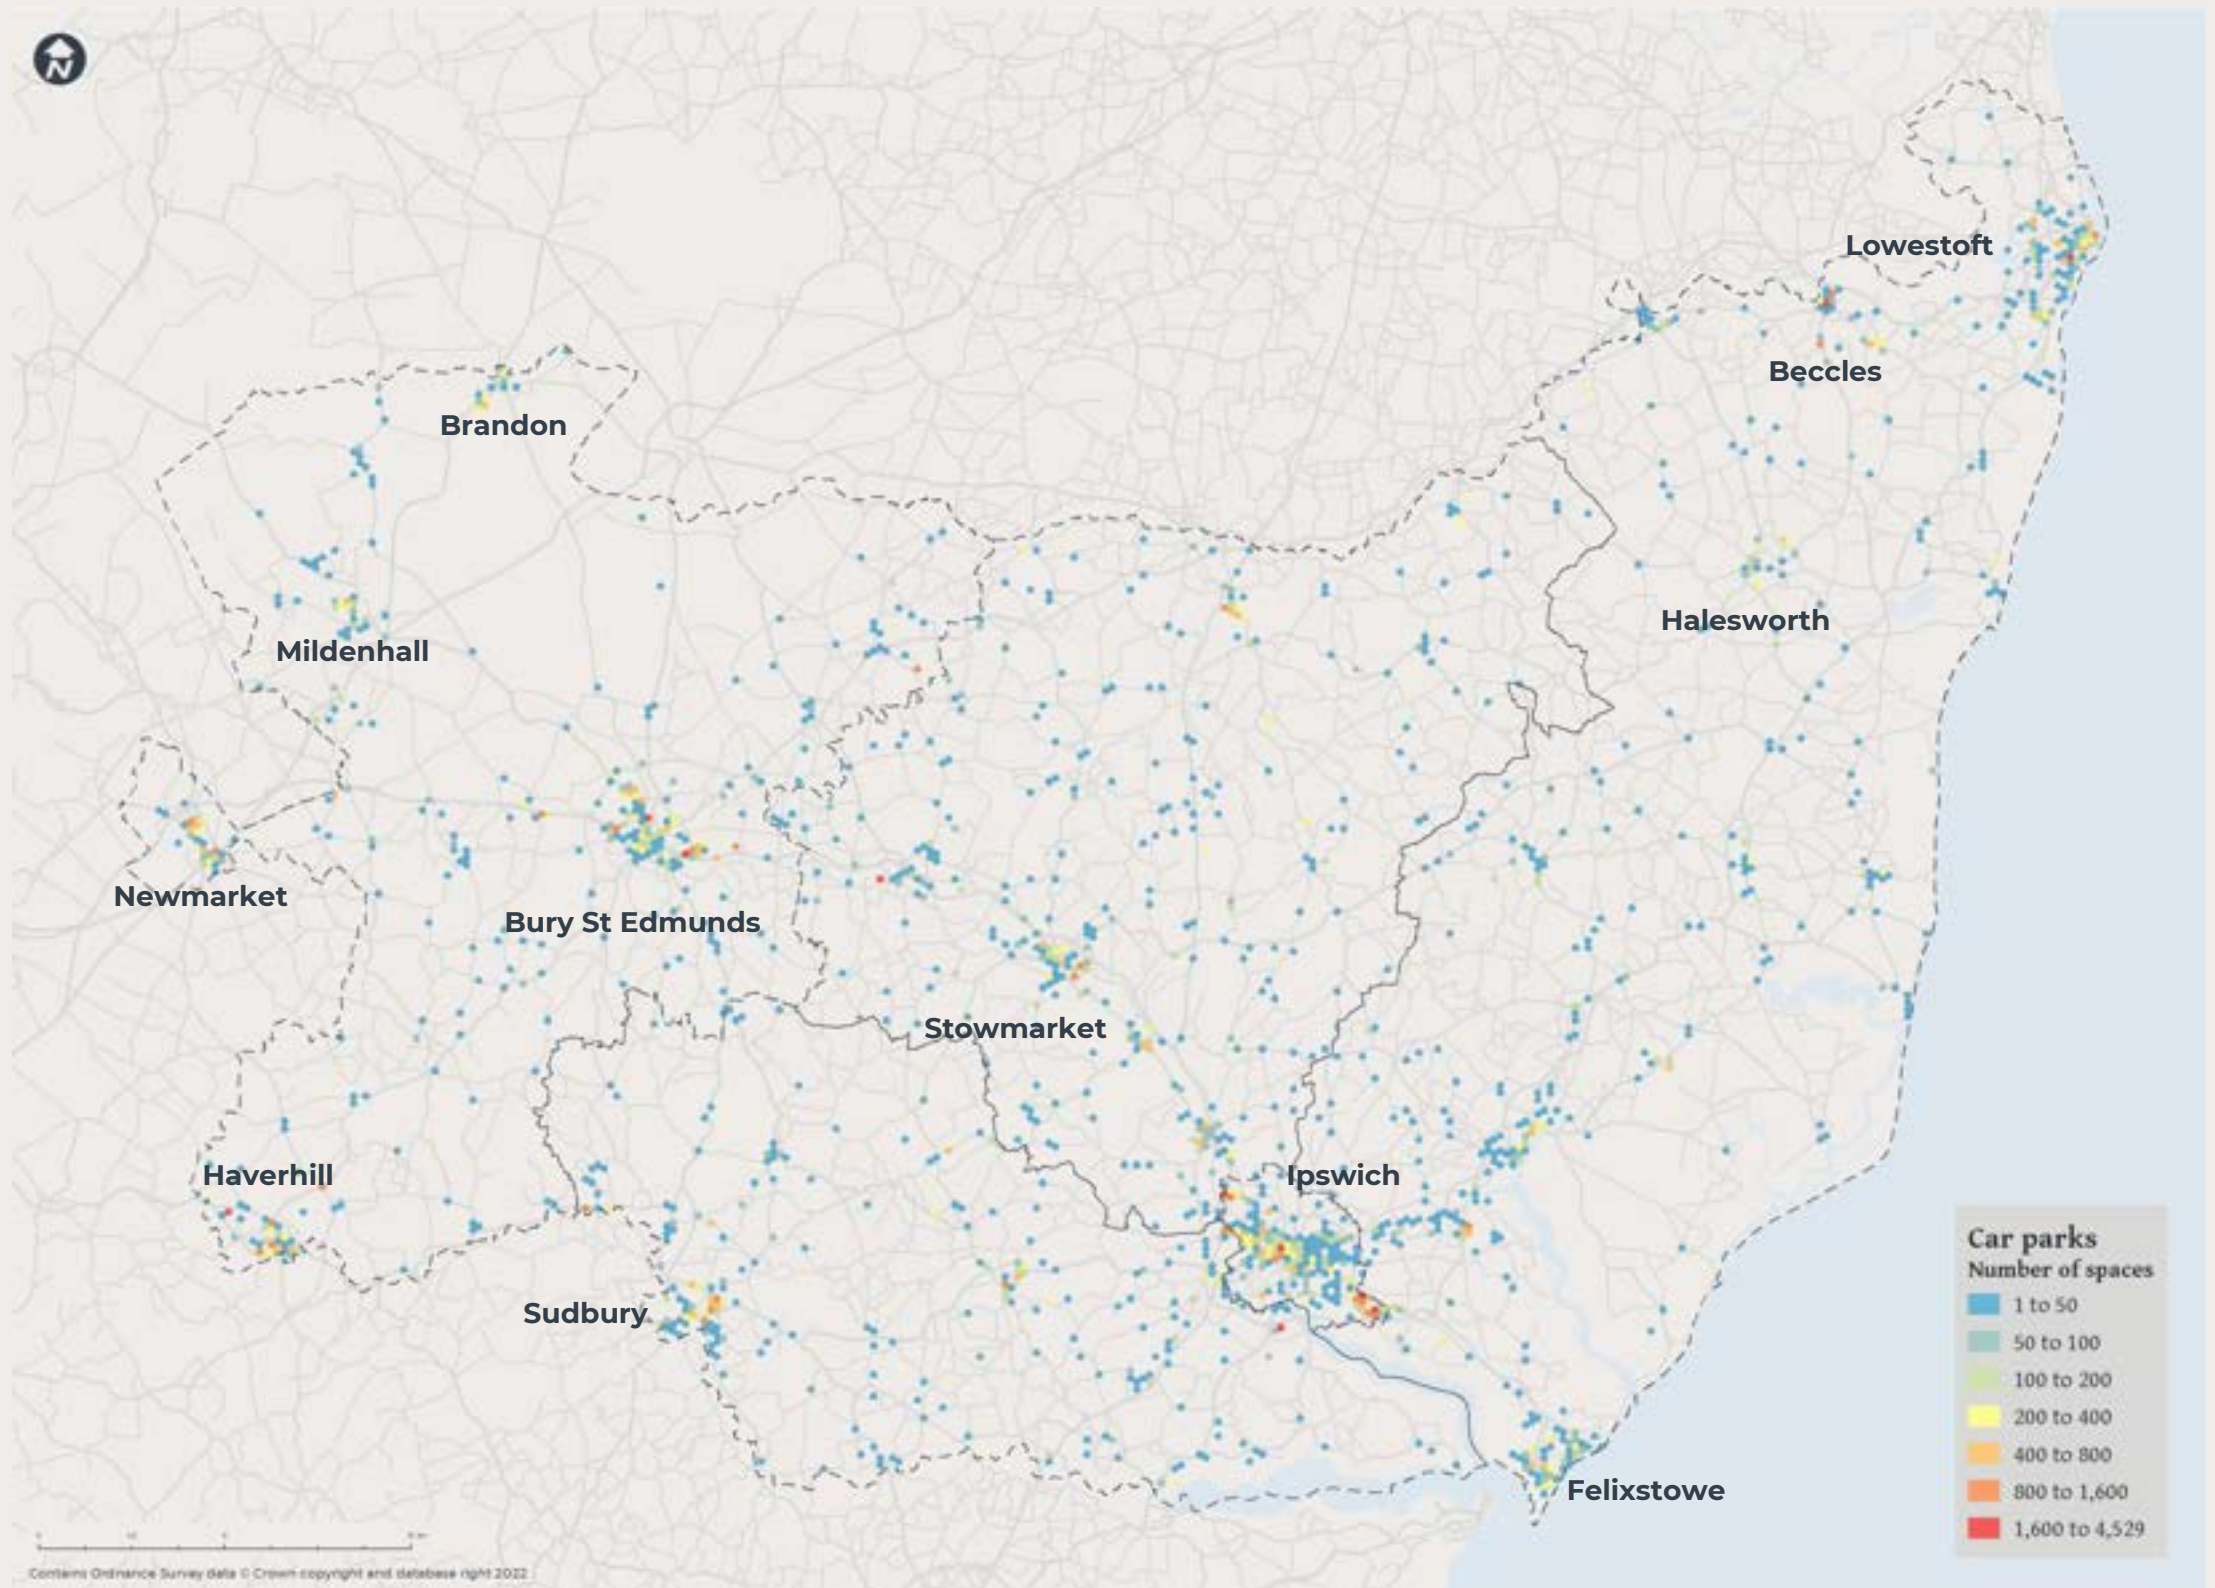 N
Lowestoft
Beccles
Brandon
Halesworth
Mildenhall
Newmarket
Bury St Edmunds
Stowmarket
Haverhill
Ipswich
Sudbury
Felixstowe
Car parks
Number of spaces
1 to 50
50 to 100
100 to 200
200 to 400
400 to 800
800 to 1,600
1,600 to 4,529
Contains Ordnance Survey data © Crown copyright and database right 2022